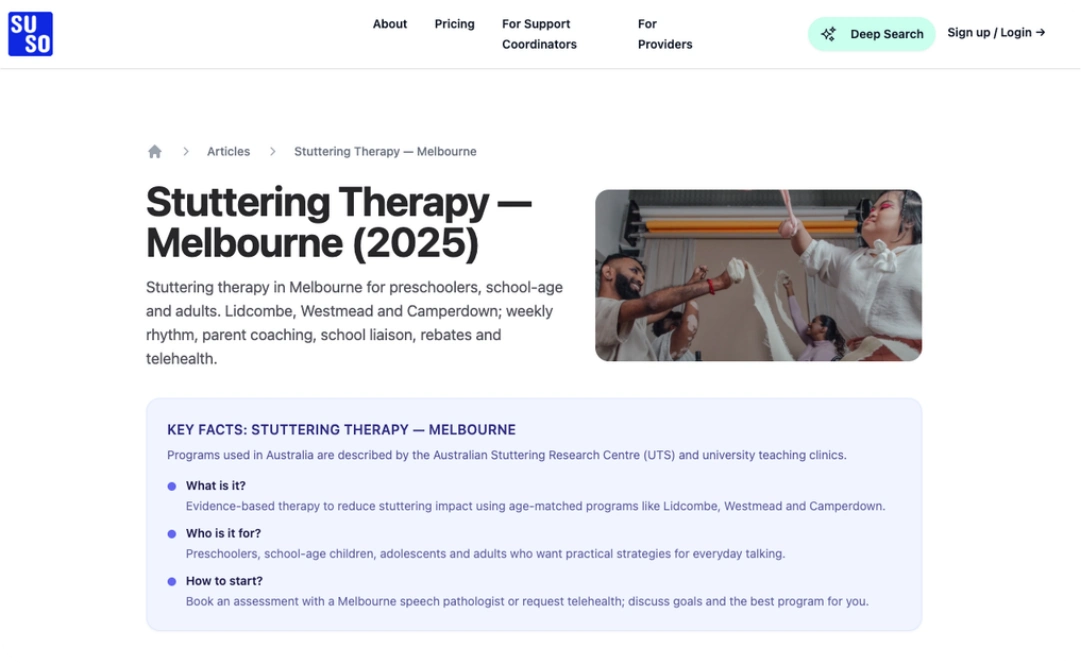 SU
SO
About
Pricing
For Support
Coordinators
For
Providers
Deep Search
Sign up / Login →
Articles
Stuttering Therapy — Melbourne
Stuttering Therapy —
Melbourne (2025)
Stuttering therapy in Melbourne for preschoolers, school-age
and adults. Lidcombe, Westmead and Camperdown; weekly
rhythm, parent coaching, school liaison, rebates and
telehealth.
KEY FACTS: STUTTERING THERAPY — MELBOURNE
Programs used in Australia are described by the Australian Stuttering Research Centre (UTS) and university teaching clinics.
What is it?
Evidence-based therapy to reduce stuttering impact using age-matched programs like Lidcombe, Westmead and Camperdown.
Who is it for?
Preschoolers, school-age children, adolescents and adults who want practical strategies for everyday talking.
How to start?
Book an assessment with a Melbourne speech pathologist or request telehealth; discuss goals and the best program for you.